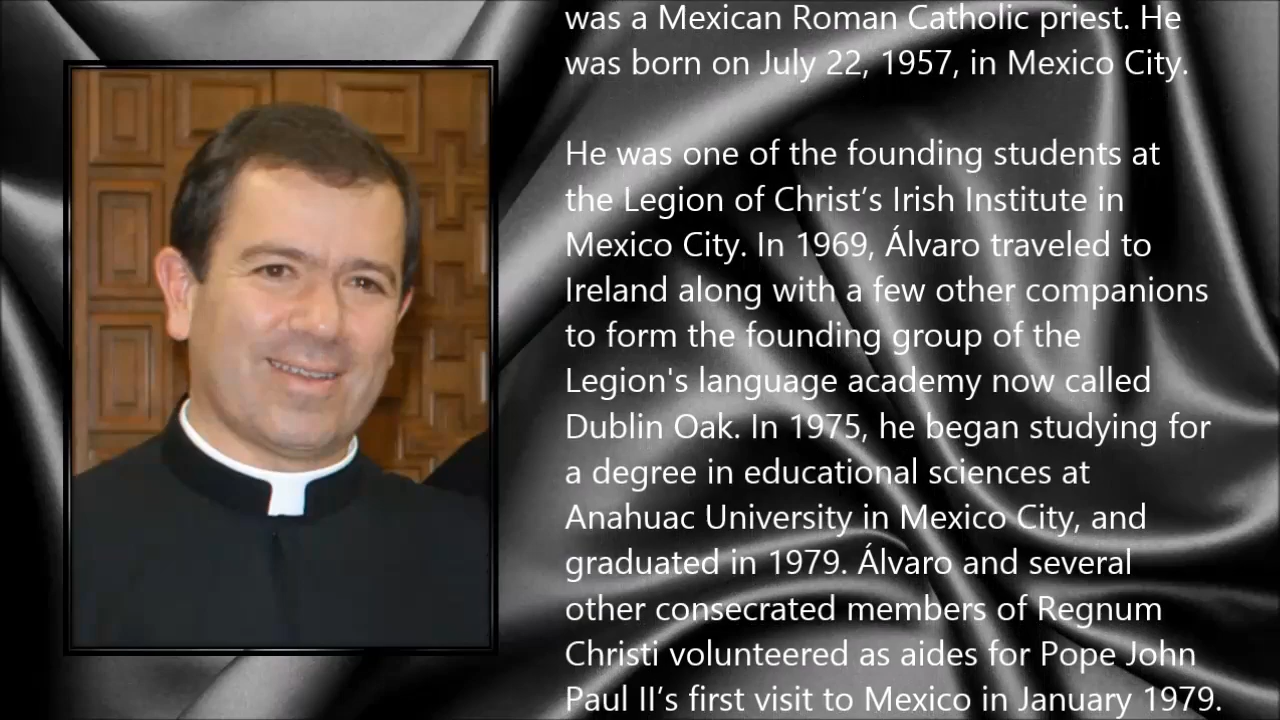 was a Mexican Roman Catholic priest. He
was born on July 22, 1957, in Mexico City.
He was one of the founding students at
the Legion of Christ’s Irish Institute in
Mexico City. In 1969, Álvaro traveled to
Ireland along with a few other companions
to form the founding group of the
Legion's language academy now called
Dublin Oak. In 1975, he began studying for
a degree in educational sciences at
Anahuac University in Mexico City, and
graduated in 1979. Álvaro and several
other consecrated members of Regnum
Christi volunteered as aides for Pope John
Paul II’s first visit to Mexico in January 1979.